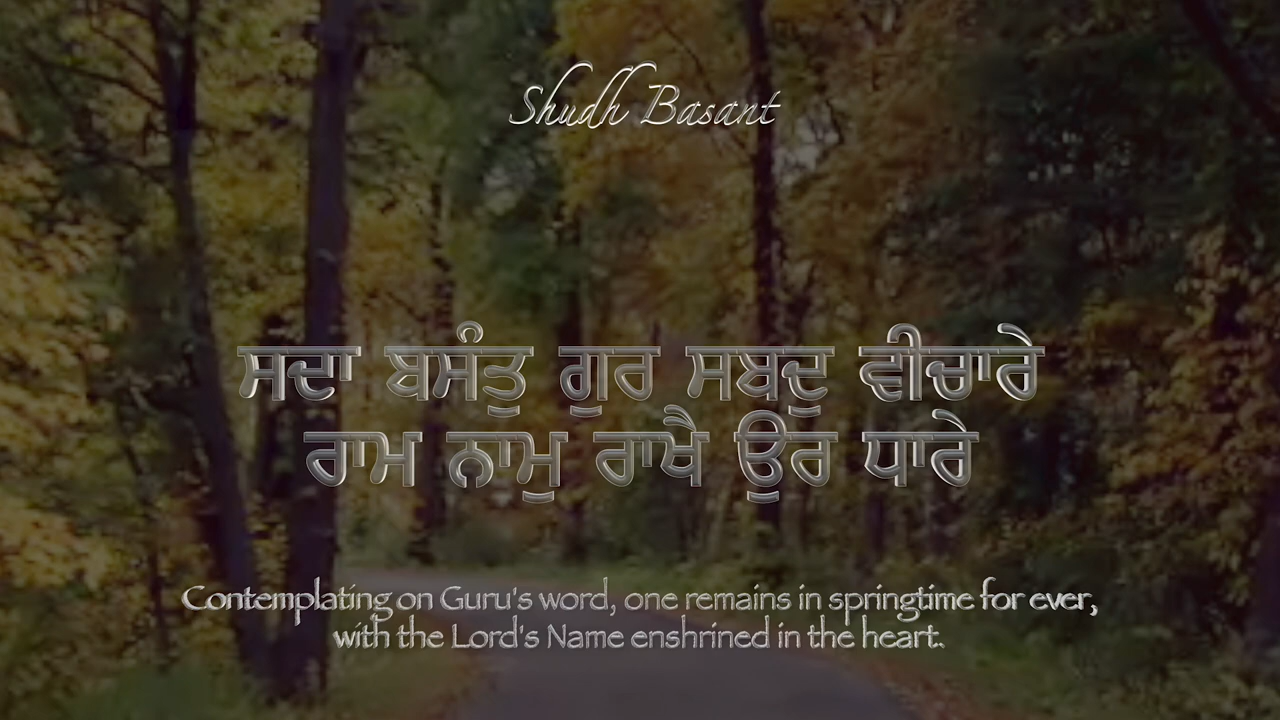 Shudh Basant
ਸਦਾ ਬਸੰਤੁ ਗੁਰ ਸਬਦੁ ਵੀਚਾਰੇ
ਰਾਮ ਨਾਮੁ ਰਾਖੈ ਉਰ ਧਾਰੇ
Contemplating on Guru's word, one remains in springtime for ever,
with the Lord's Name enshrined in the heart.